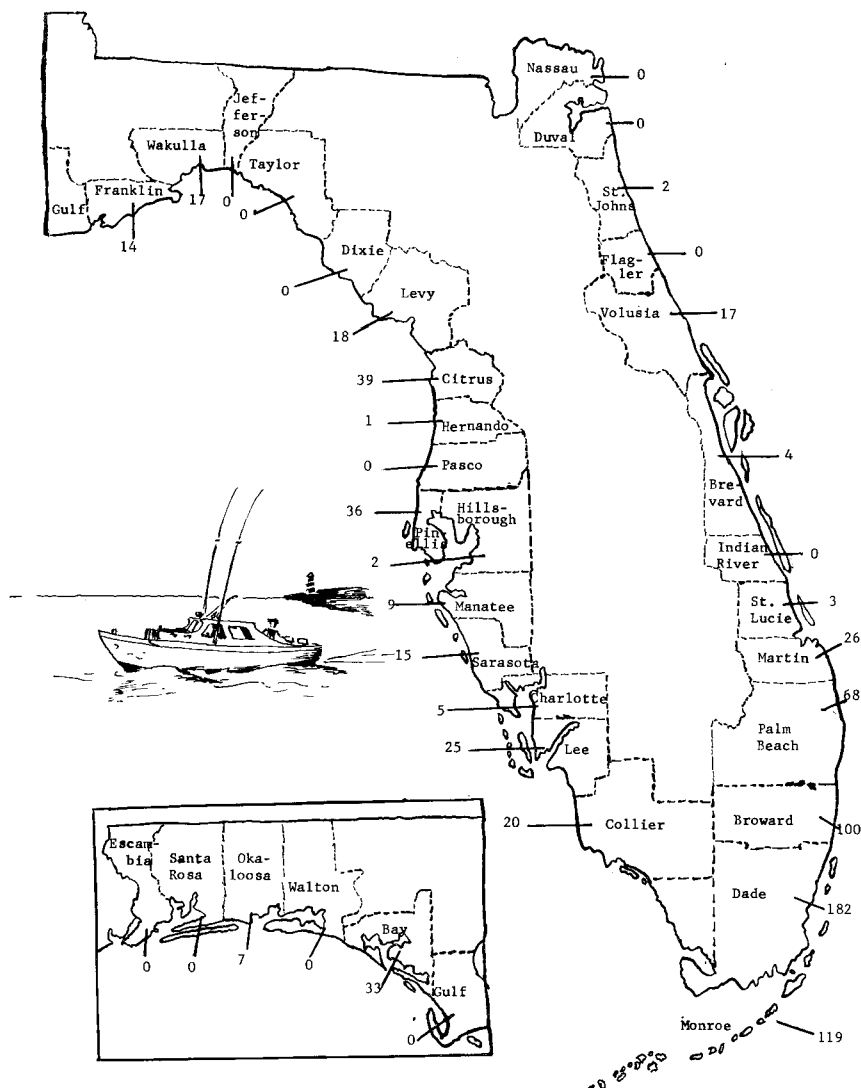 Nassau
0
Duval
0
Jef-
fer-
son
Wakulla
Taylor
Franklin
Gulf
17
0
0
14
St.
Johns
2
Dixie
0
Flag-
ler
0
Levy
18
Volusia
17
39
Citrus
1
Hernando
0
Pasco
4
Bre-
vard
36
Hills-
borough
Pin-
ellis
2
Indian
River
0
9
Manatee
St.
Lucie
3
15
Sarasota
Martin
26
5
Charlotte
68
25
Lee
Palm
Beach
20
Collier
Broward
100
Dade
182
Monroe
119
Escam-
bia
Santa
Rosa
Oka-
loosa
Walton
Bay
0
0
7
0
33
Gulf
0